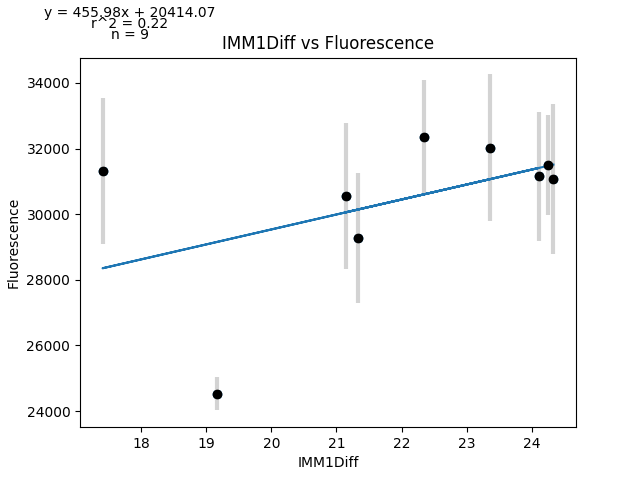 y = 455.98x + 20414.07
r^2 = 0.22
n = 9
IMM1Diff vs Fluorescence
34000
32000
30000
28000
26000
24000
Fluorescence
18 19 20 21 22 23 24
IMM1Diff